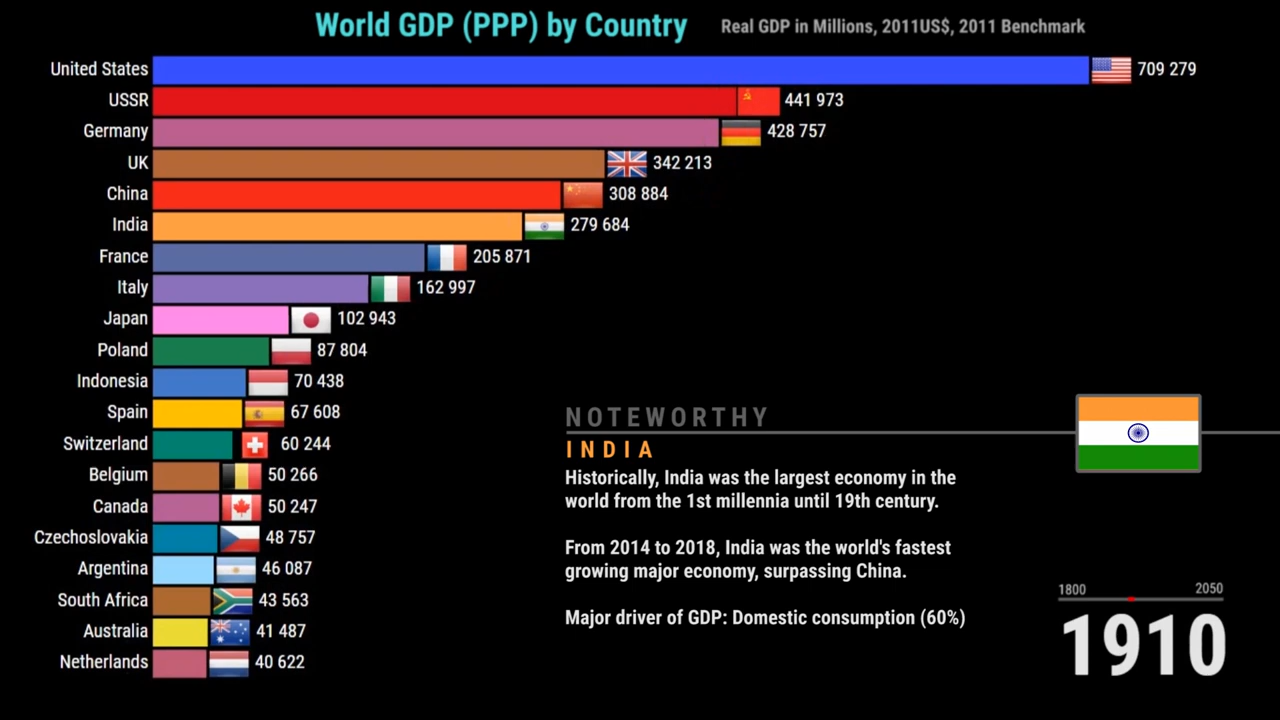 World GDP (PPP) by Country Real GDP in Millions, 2011US$, 2011 Benchmark
United States 709 279
USSR 441 973
Germany 428 757
UK 342 213
China 308 884
India 279 684
France 205 871
Italy 162 997
Japan 102 943
Poland 87 804
Indonesia 70 438
Spain 67 608
Switzerland 60 244
Belgium 50 266
Canada 50 247
Czechoslovakia 48 757
Argentina 46 087
South Africa 43 563
Australia 41 487
Netherlands 40 622
NOTEWORTHY
INDIA
Historically, India was the largest economy in the
world from the 1st millennia until 19th century.
From 2014 to 2018, India was the world's fastest
growing major economy, surpassing China.
Major driver of GDP: Domestic consumption (60%)
1800 2050
1910